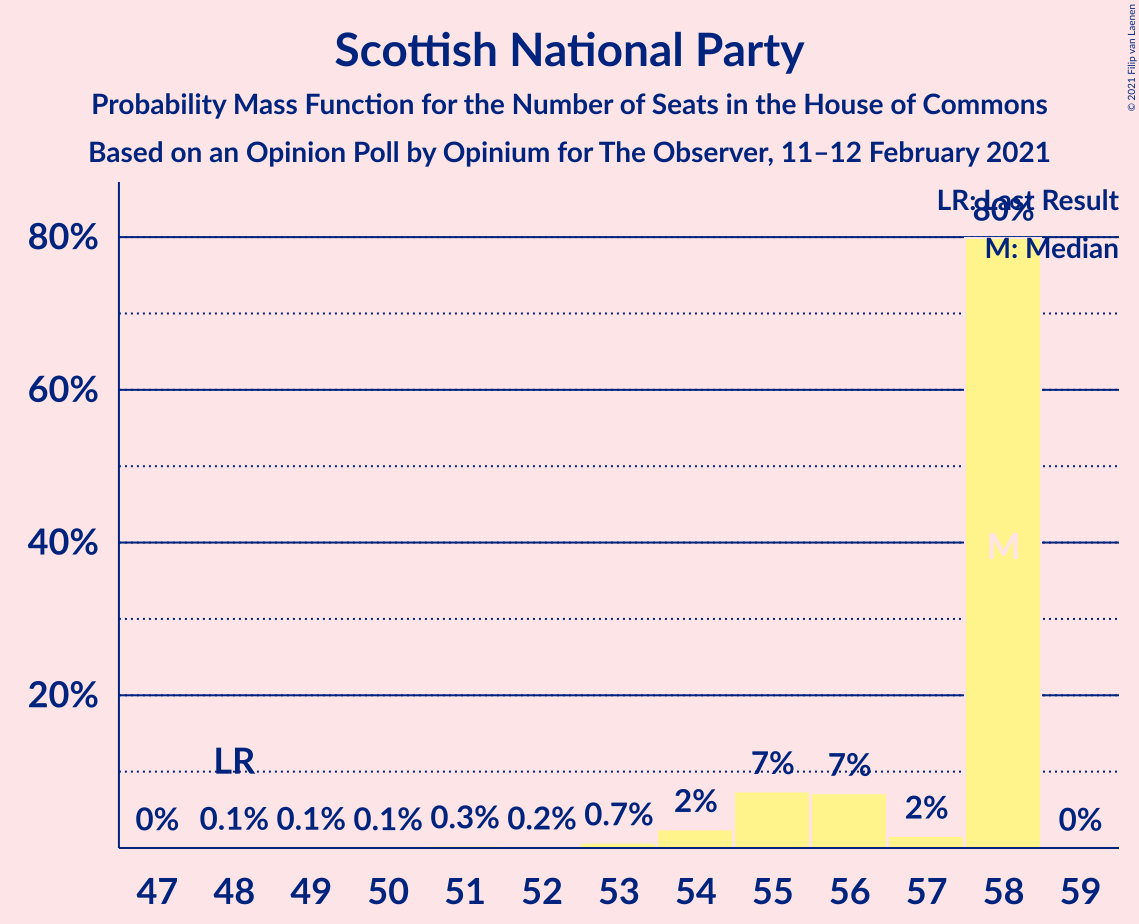 Scottish National Party
Probability Mass Function for the Number of Seats in the House of Commons
Based on an Opinion Poll by Opinium for The Observer, 11–12 February 2021
© 2021 Filip van Laenen
LR: Last Result
M: Median
80%
80%
60%
40%
20%
M
LR
0%
0.1%
0.1%
0.1%
0.3%
0.2%
0.7%
2%
7%
7%
2%
0%
47 48 49 50 51 52 53 54 55 56 57 58 59